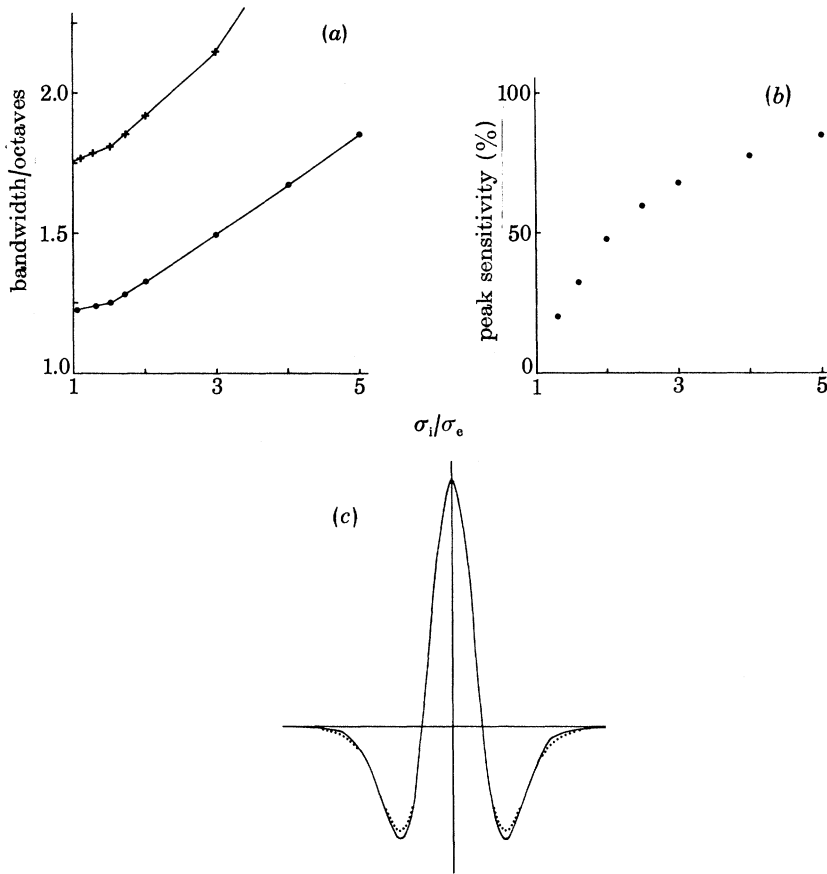 (a)
bandwidth/octaves
2.0
1.5
1.0
1
3
5
(b)
peak sensitivity (%)
100
50
0
1
3
5
σi/σe
(c)